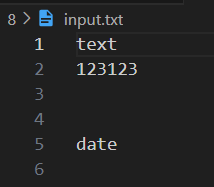 8 > input.txt
1 text
2 123123
3
4
5 date
6